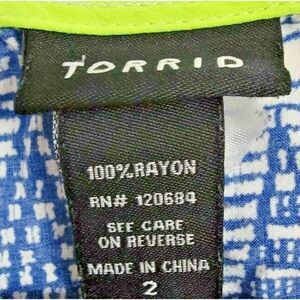 TORRID
100% RAYON
RN# 120684
SEE CARE
ON REVERSE
MADE IN CHINA
2